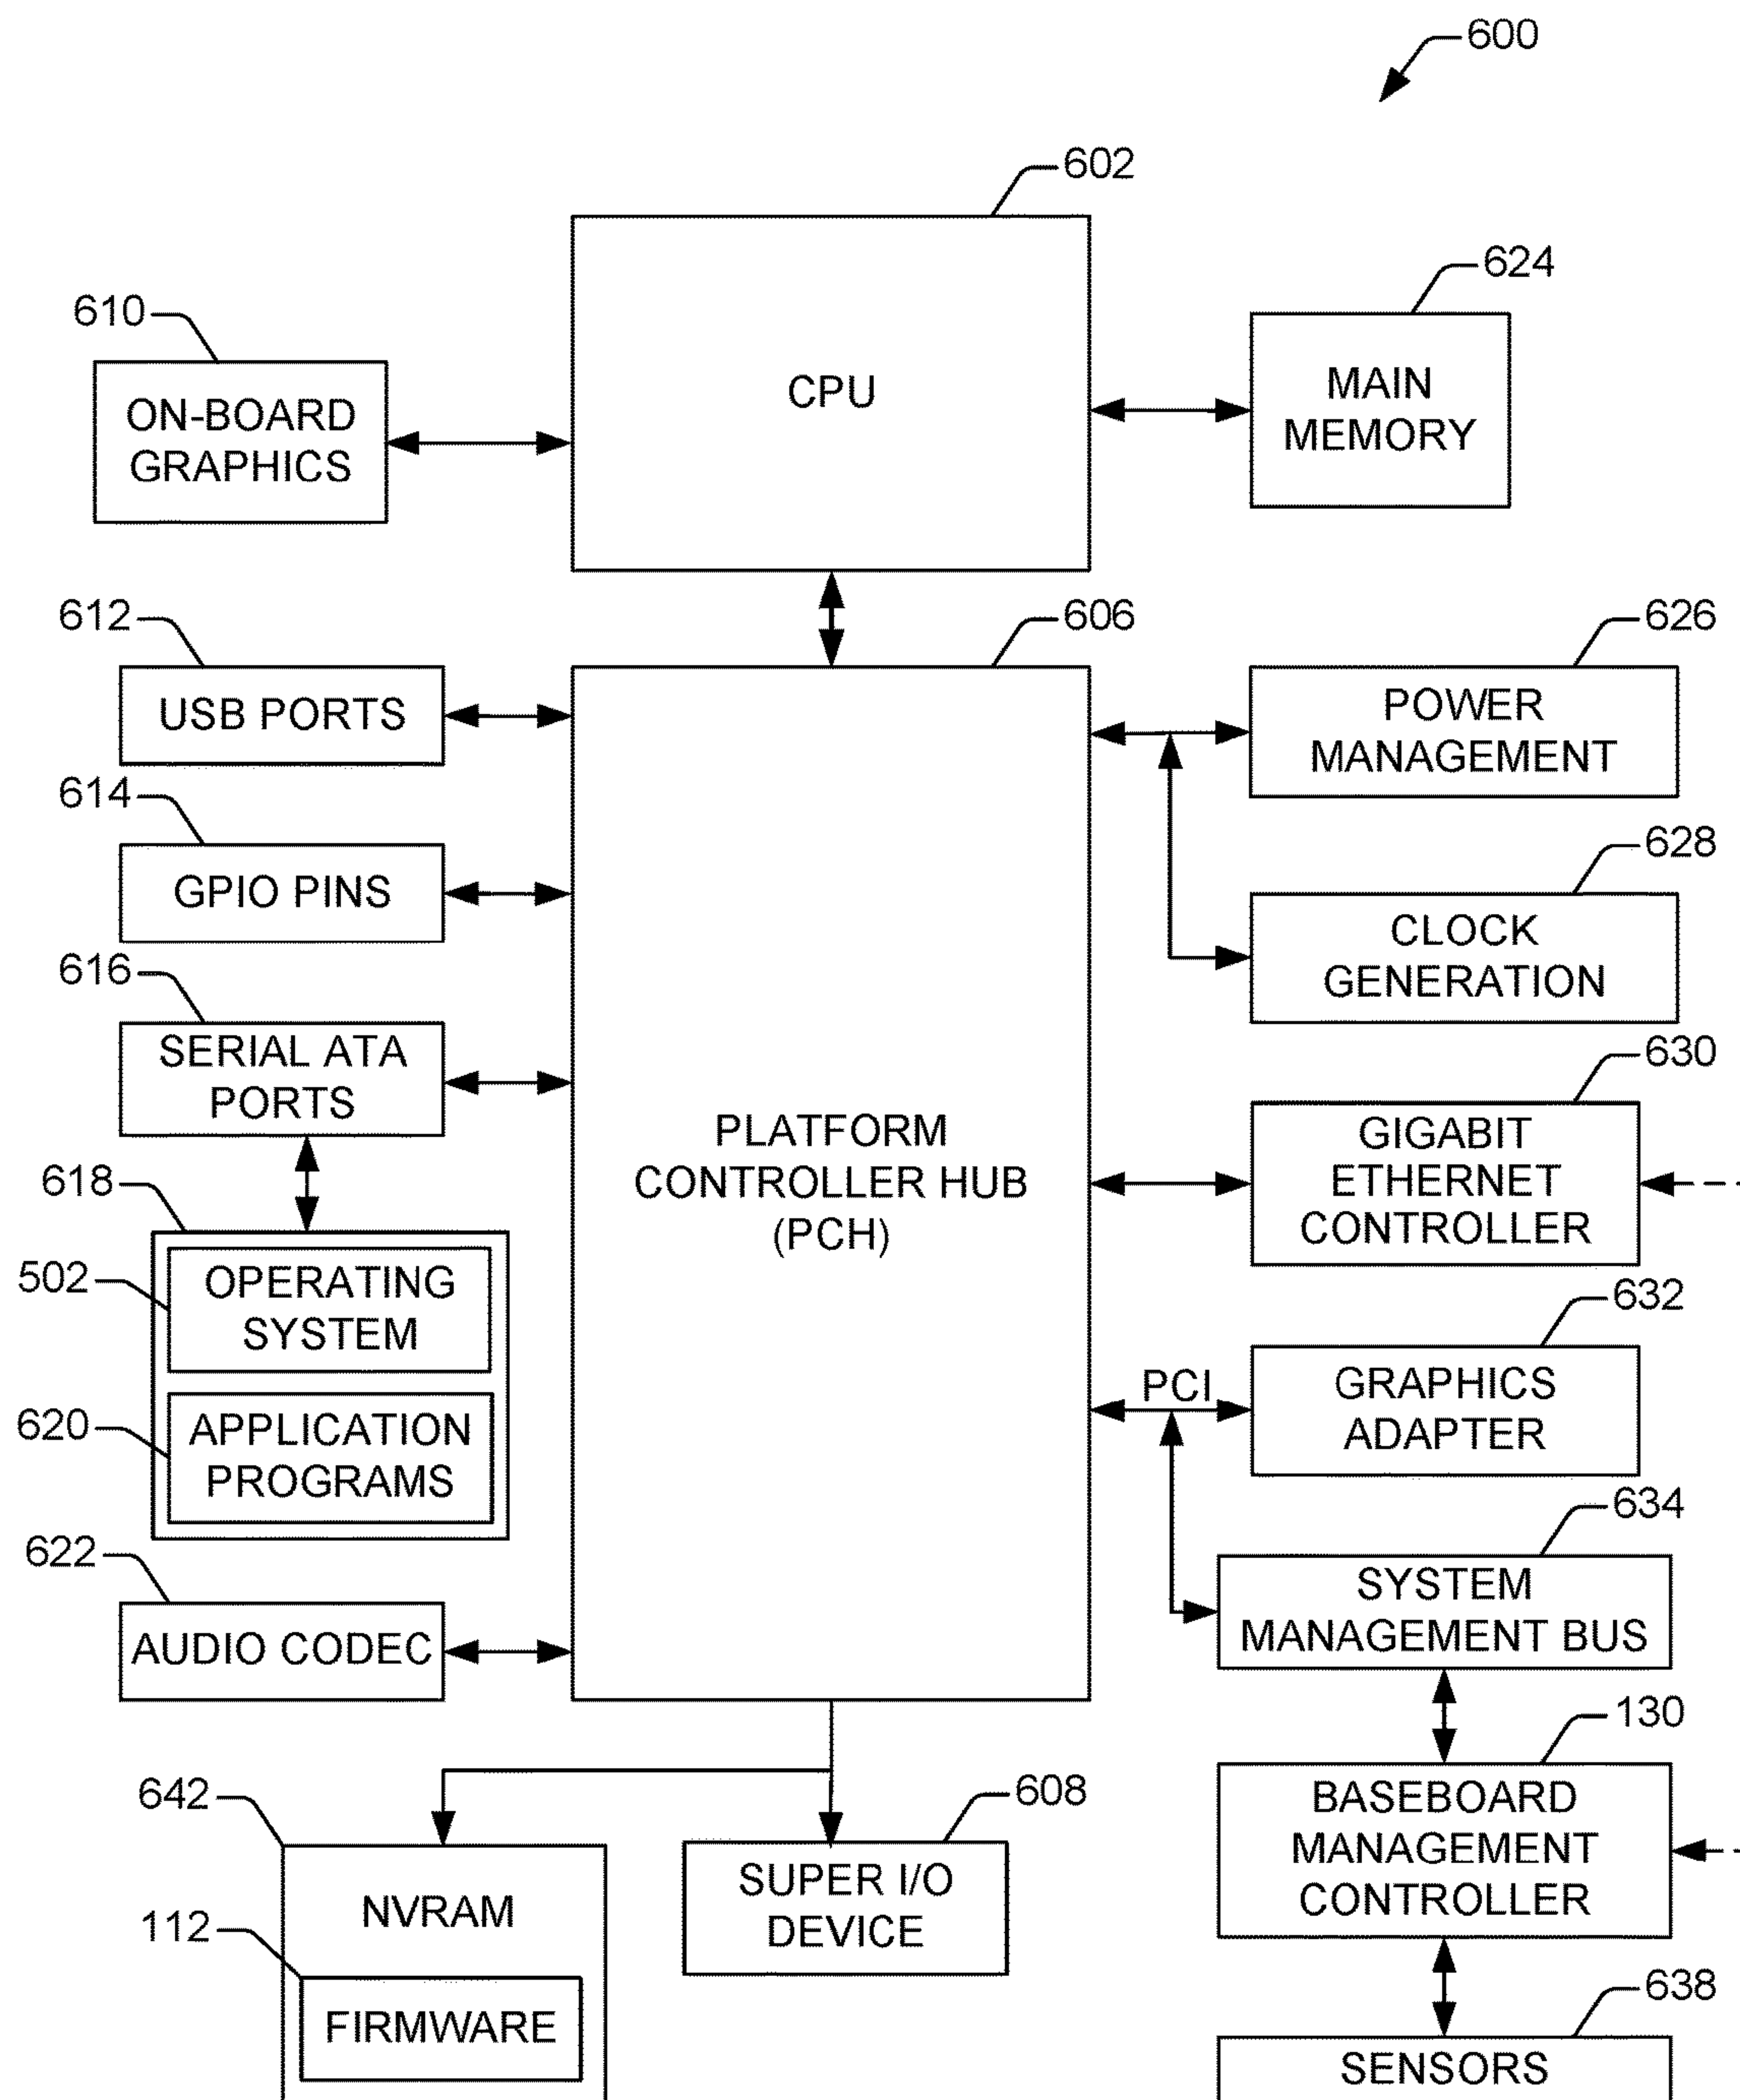 600
602
CPU
624
MAIN
MEMORY
610
ON-BOARD
GRAPHICS
612
USB PORTS
614
GPIO PINS
616
SERIAL ATA
PORTS
618
502
OPERATING
SYSTEM
620
APPLICATION
PROGRAMS
622
AUDIO CODEC
606
PLATFORM
CONTROLLER HUB
(PCH)
626
POWER
MANAGEMENT
628
CLOCK
GENERATION
630
GIGABIT
ETHERNET
CONTROLLER
632
PCI
GRAPHICS
ADAPTER
634
SYSTEM
MANAGEMENT BUS
130
BASEBOARD
MANAGEMENT
CONTROLLER
638
SENSORS
642
NVRAM
112
FIRMWARE
608
SUPER I/O
DEVICE